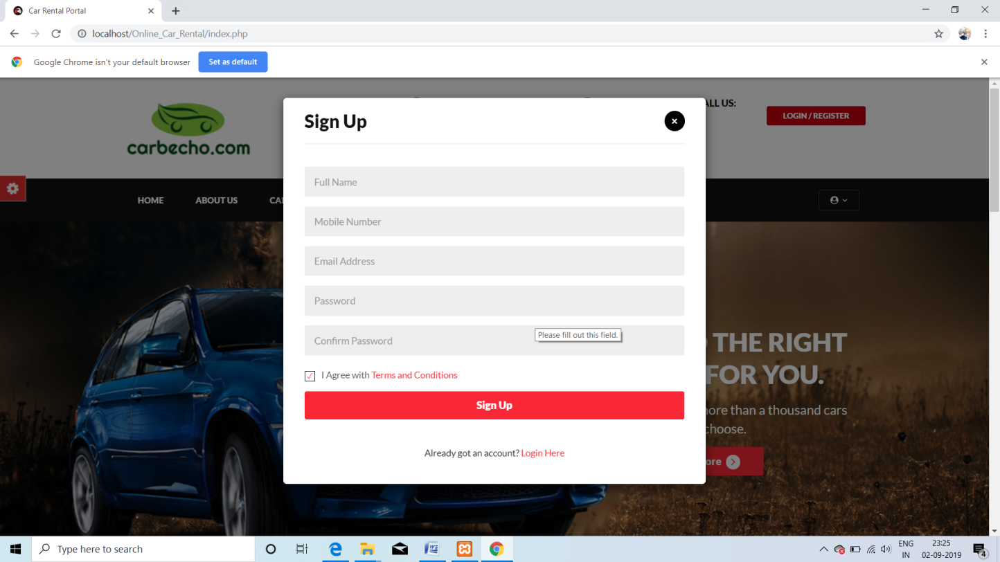 Car Rental Portal
localhost/Online_Car_Rental/index.php
Google Chrome isn't your default browser
Set as default
carbecho.com
ALL US:
LOGIN / REGISTER
HOME
ABOUT US
Sign Up
Full Name
Mobile Number
Email Address
Password
Confirm Password
Please fill out this field.
I Agree with Terms and Conditions
Sign Up
Already got an account? Login Here
THE RIGHT
FOR YOU.
more than a thousand cars
choose.
Type here to search
ENG
IN
23:25
02-09-2019
4